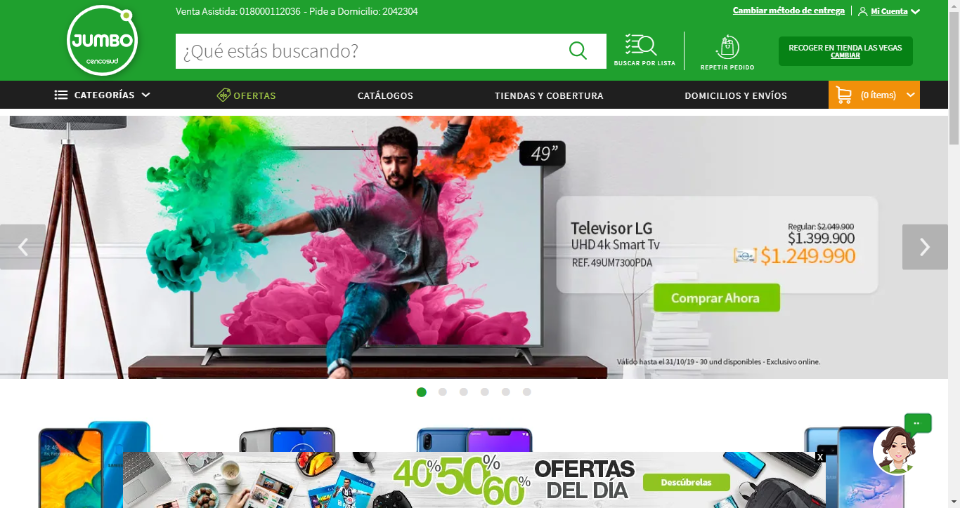 Venta Asistida: 018000112036 - Pide a Domicilio: 2042304
Cambiar método de entrega
Mi Cuenta
JUMBO
cencosud
¿Qué estás buscando?
BUSCAR POR LISTA
REPETIR PEDIDO
RECOGER EN TIENDA LAS VEGAS
CAMBIAR
CATEGORÍAS
OFERTAS
CATÁLOGOS
TIENDAS Y COBERTURA
DOMICILIOS Y ENVÍOS
(0 ítems)
49”
Televisor LG
UHD 4k Smart Tv
REF. 49UM7300PDA
Regular: $2.049.900
$1.399.900
$1.249.990
Comprar Ahora
Válido hasta el 31/10/19 - 30 und disponibles - Exclusivo online.
40% 50% 60%
OFERTAS
DEL DÍA
Descúbrelas
X